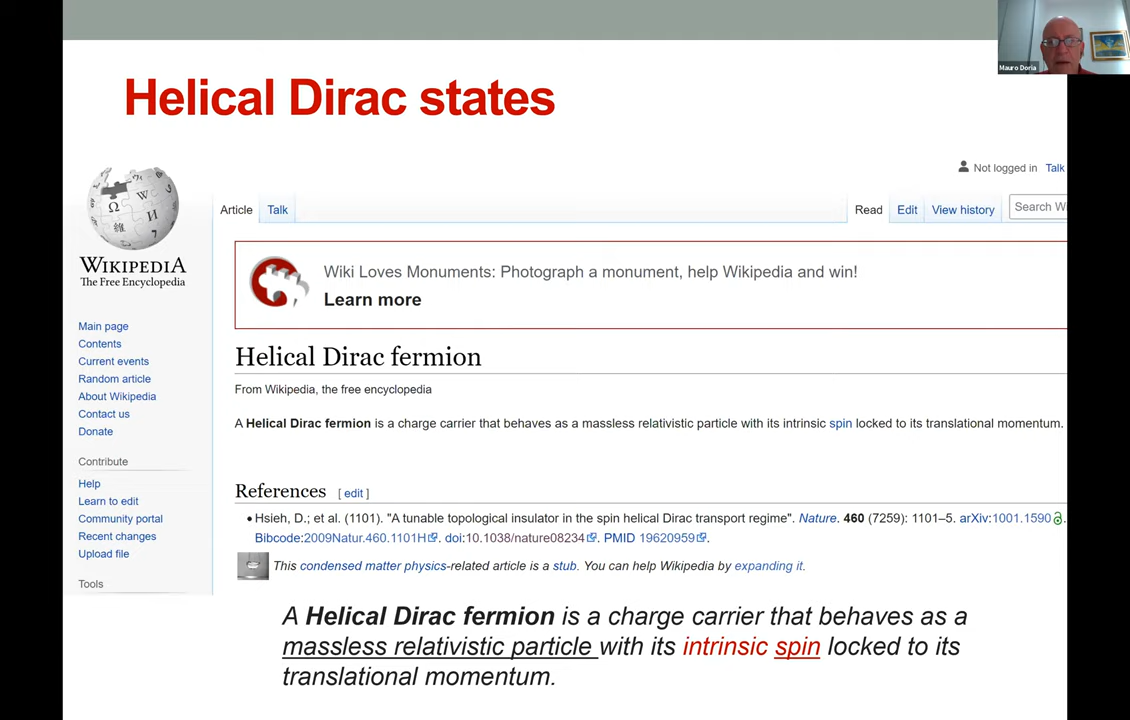 Mauro Doria
Helical Dirac states
Not logged in Talk
Article Talk
Read Edit View history
Search W
WIKIPEDIA
The Free Encyclopedia
Wiki Loves Monuments: Photograph a monument, help Wikipedia and win!
Learn more
Main page
Contents
Current events
Random article
About Wikipedia
Contact us
Donate
Contribute
Help
Learn to edit
Community portal
Recent changes
Upload file
Tools
Helical Dirac fermion
From Wikipedia, the free encyclopedia
A Helical Dirac fermion is a charge carrier that behaves as a massless relativistic particle with its intrinsic spin locked to its translational momentum.
References [ edit ]
• Hsieh, D.; et al. (1101). "A tunable topological insulator in the spin helical Dirac transport regime". Nature. 460 (7259): 1101–5. arXiv:1001.1590.
Bibcode:2009Natur.460.1101H. doi:10.1038/nature08234. PMID 19620959.
This condensed matter physics-related article is a stub. You can help Wikipedia by expanding it.
A Helical Dirac fermion is a charge carrier that behaves as a
massless relativistic particle with its intrinsic spin locked to its
translational momentum.